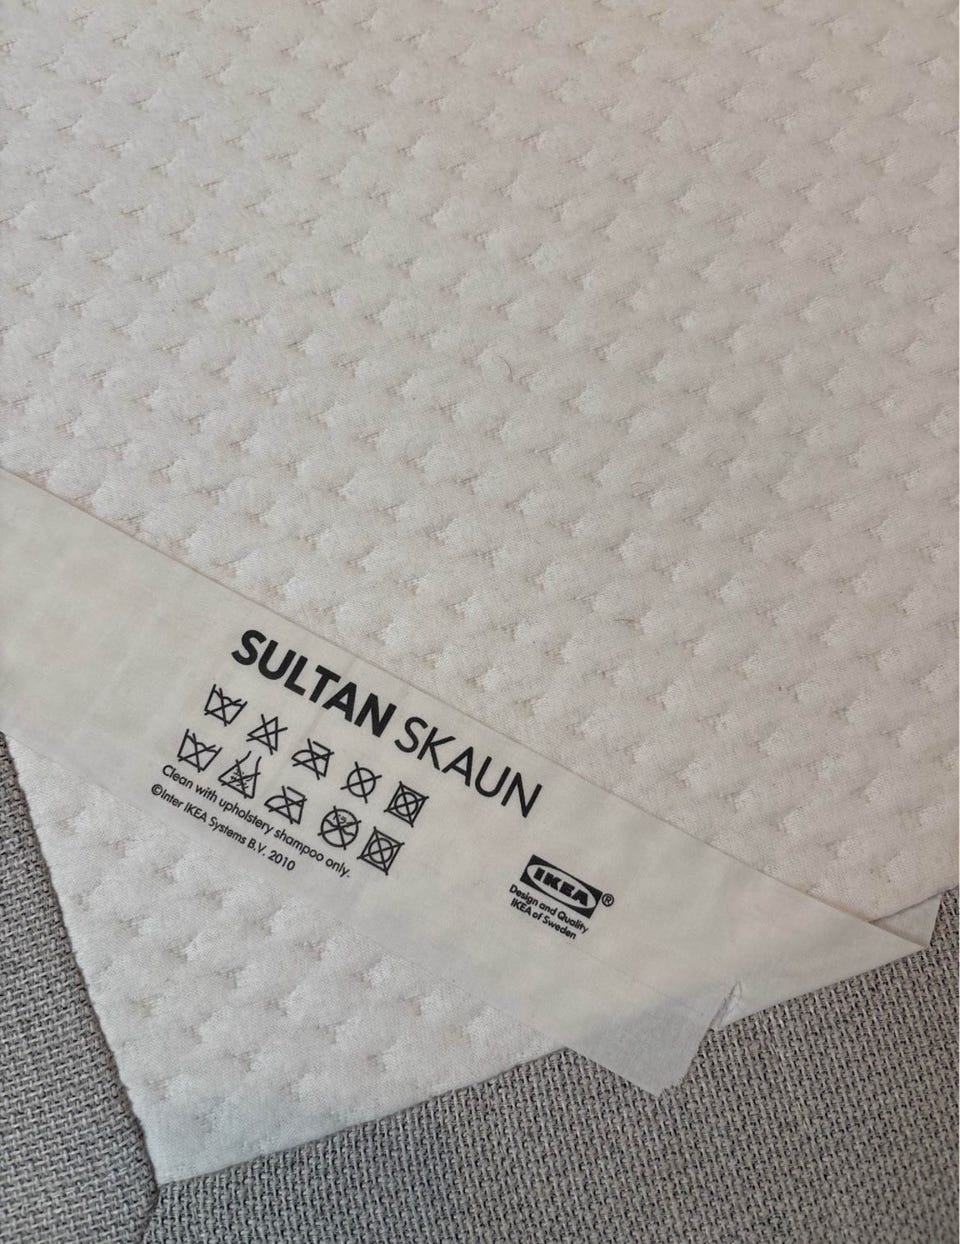 SULTAN SKAUN
Clean with upholstery shampoo only.
©Inter IKEA Systems B.V. 2010
IKEA®
Design and Quality
IKEA of Sweden